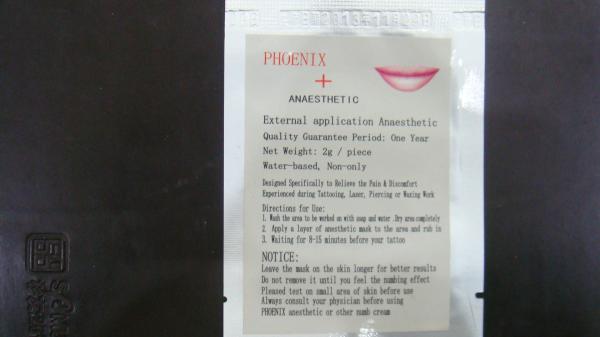 PHOENIX
+
ANAESTHETIC
External application Anaesthetic
Quality Guarantee Period: One Year
Net Weight: 2g / piece
Water-based, Non-only
Designed Specifically to Relieve the Pain & Discomfort
Experienced during Tattooing, Laser, Piercing or Waxing Work
Directions for Use:
1. Wash the area to be worked on with soap and water .Dry area completely
2. Apply a layer of anesthetic mask to the area and rub in
3. Waiting for 8-15 minutes before your tattoo
NOTICE:
Leave the mask on the skin longer for better results
Do not remove it until you feel the numbing effect
Pleased test on small area of skin before use
Always consult your physician before using
PHOENIX anesthetic or other numb cream